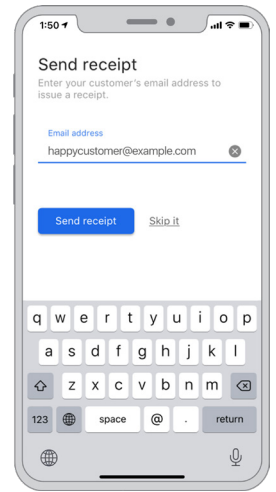 1:50
Send receipt
Enter your customer's email address to
issue a receipt.
Email address
happycustomer@example.com
Send receipt Skip it
q w e r t y u i o p
a s d f g h j k l
z x c v b n m
123 space @ . return